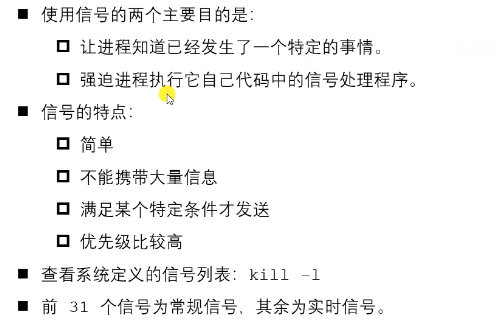 ■ 使用信号的两个主要目的是:
□ 让进程知道已经发生了一个特定的事情。
□ 强迫进程执行它自己代码中的信号处理程序。
■ 信号的特点:
□ 简单
□ 不能携带大量信息
□ 满足某个特定条件才发送
□ 优先级比较高
■ 查看系统定义的信号列表: kill –l
■ 前 31 个信号为常规信号，其余为实时信号。